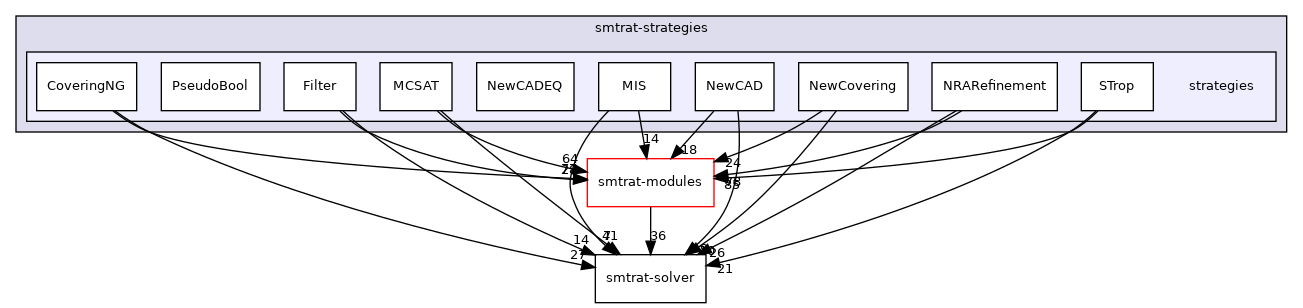 smtrat-strategies
CoveringNG PseudoBool Filter MCSAT NewCADEQ MIS NewCAD NewCovering NRARefinement STrop strategies
14
18
64
24
smtrat-modules
14
41
36
26
27
21
smtrat-solver